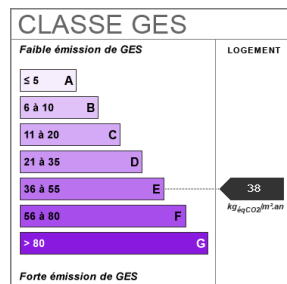 CLASSE GES
Faible émission de GES
LOGEMENT
≤ 5 A
6 à 10 B
11 à 20 C
21 à 35 D
36 à 55 E
38
kgéqCO2/m².an
56 à 80 F
> 80 G
Forte émission de GES